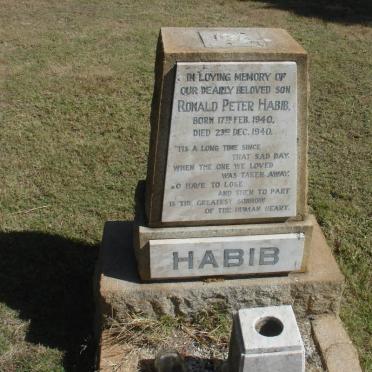 IN LOVING MEMORY OF
OUR DEARLY BELOVED SON
RONALD PETER HABIB.
BORN 17TH FEB. 1940.
DIED 23RD DEC. 1940.
'TIS A LONG TIME SINCE
THAT SAD DAY.
WHEN THE ONE WE LOVED
WAS TAKEN AWAY.
TO HAVE TO LOSE
AND THEN TO PART
IS THE GREATEST SORROW
OF THE HUMAN HEART.
HABIB